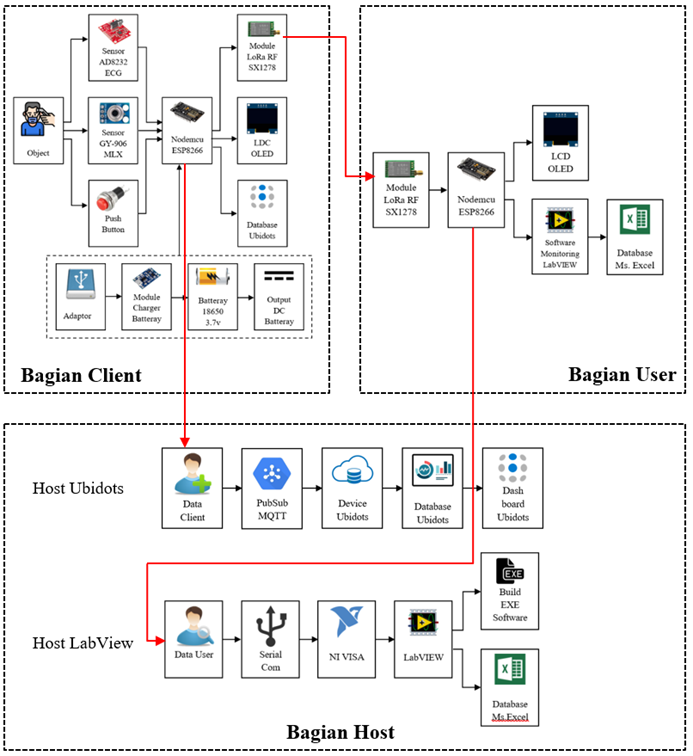 Sensor
AD8232
ECG
Module
LoRa RF
SX1278
Object
Sensor
GY-906
MLX
Nodemcu
ESP8266
LDC
OLED
Push
Button
Database
Ubidots
Adaptor
Module
Charger
Batteray
Batteray
18650
3.7v
Output
DC
Batteray
Bagian Client
Module
LoRa RF
SX1278
Nodemcu
ESP8266
LCD
OLED
Software
Monitoring
LabVIEW
Database
Ms. Excel
Bagian User
Host Ubidots
Data
Client
PubSub
MQTT
Device
Ubidots
Database
Ubidots
Dash
board
Ubidots
Host LabView
Data User
Serial
Com
NI VISA
LabVIEW
EXE
Build
EXE
Software
Database
Ms.Excel
Bagian Host